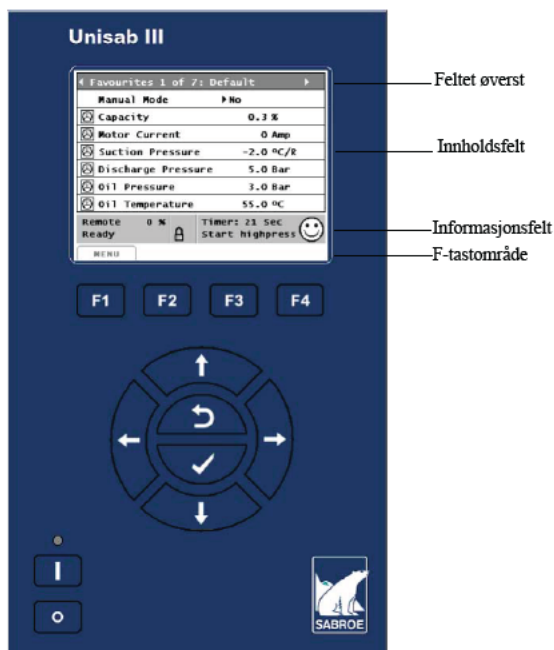 Unisab III
Favourites 1 of 7: Default
Feltet øverst
Manual Mode No
Capacity 0.3 %
Motor Current 0 Amp
Suction Pressure -2.0 ºC/R
Innholdsfelt
Discharge Pressure 5.0 Bar
Oil Pressure 3.0 Bar
Oil Temperature 55.0 ºC
Remote 0 % Timer: 21 Sec
Informasjonsfelt
Ready Start highpress
MENU
F-tastområde
F1 F2 F3 F4
I
O
SABROE